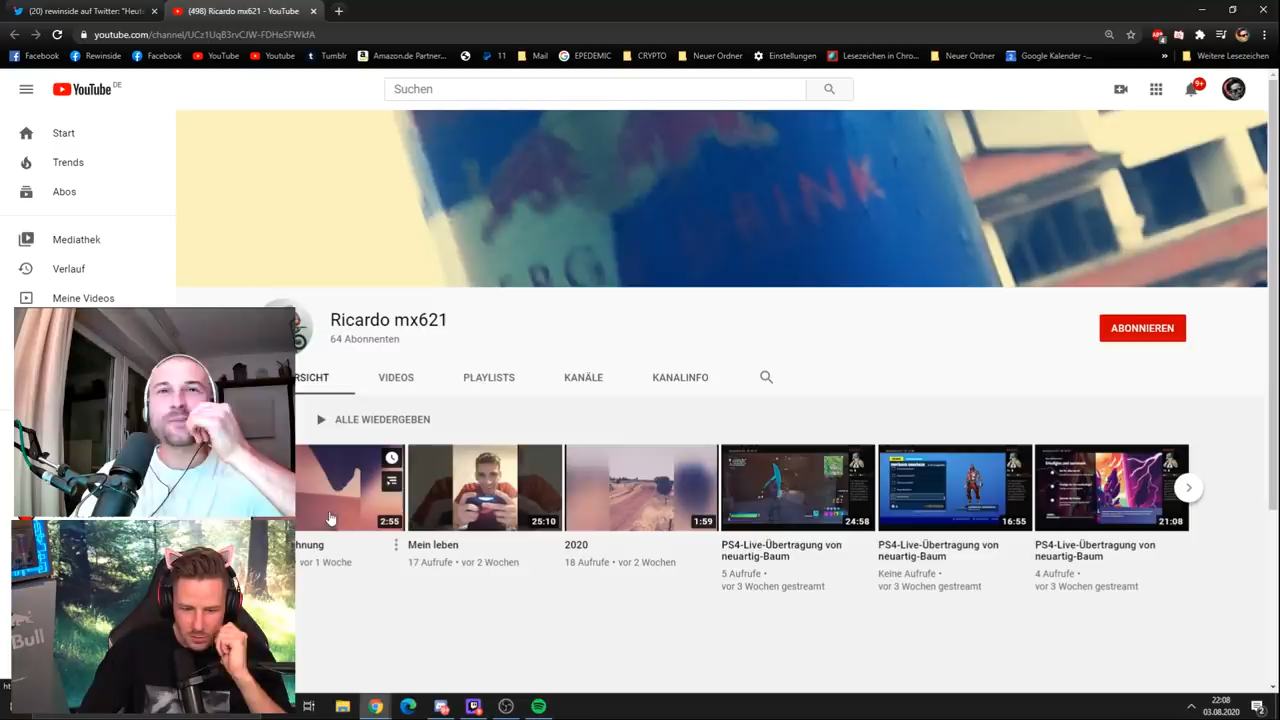 (20) rewinside auf Twitter: "Heut
(498) Ricardo mx621 - YouTube
youtube.com/channel/UCz1UqB3rvCJW-FDHeSFWkfA
Facebook
Rewinside
Facebook
YouTube
Youtube
Tumblr
Amazon.de Partner...
11
Mail
EPEDEMIC
CRYPTO
Neuer Ordner
Einstellungen
Lesezeichen in Chro...
Neuer Ordner
Google Kalender -...
Weitere Lesezeichen
YouTube DE
Suchen
9+
Start
Trends
Abos
Mediathek
Verlauf
Meine Videos
Ricardo mx621
64 Abonnenten
ABONNIEREN
RSICHT
VIDEOS
PLAYLISTS
KANÄLE
KANALINFO
ALLE WIEDERGEBEN
2:55
25:10
1:59
24:58
16:55
21:08
hnung
vor 1 Woche
Mein leben
17 Aufrufe • vor 2 Wochen
2020
18 Aufrufe • vor 2 Wochen
PS4-Live-Übertragung von
neuartig-Baum
5 Aufrufe •
vor 3 Wochen gestreamt
PS4-Live-Übertragung von
neuartig-Baum
Keine Aufrufe •
vor 3 Wochen gestreamt
PS4-Live-Übertragung von
neuartig-Baum
4 Aufrufe •
vor 3 Wochen gestreamt
Bull
22:08
03.08.2020